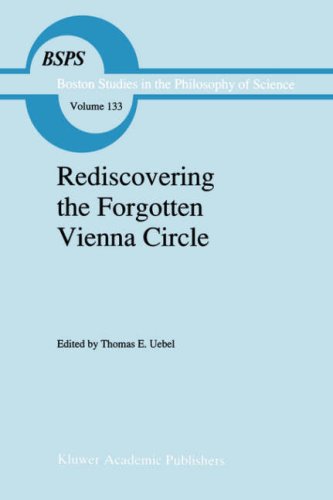 BSPS
Boston Studies in the Philosophy of Science
Volume 133
Rediscovering
the Forgotten
Vienna Circle
Edited by Thomas E. Uebel
Kluwer Academic Publishers